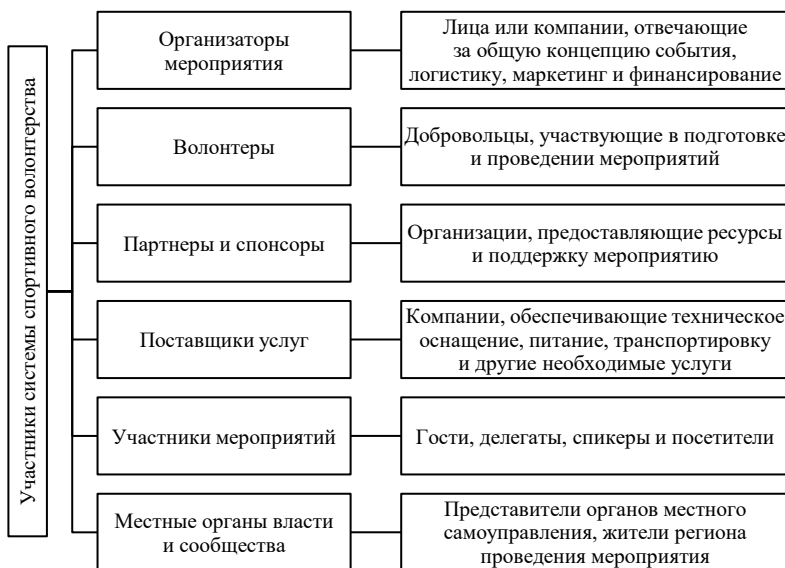 Участники системы спортивного волонтерства
Организаторы
мероприятия
Лица или компании, отвечающие
за общую концепцию события,
логистику, маркетинг и финансирование
Волонтеры
Добровольцы, участвующие в подготовке
и проведении мероприятий
Партнеры и спонсоры
Организации, предоставляющие ресурсы
и поддержку мероприятию
Поставщики услуг
Компании, обеспечивающие техническое
оснащение, питание, транспортировку
и другие необходимые услуги
Участники мероприятий
Гости, делегаты, спикеры и посетители
Местные органы власти
и сообщества
Представители органов местного
самоуправления, жители региона
проведения мероприятия